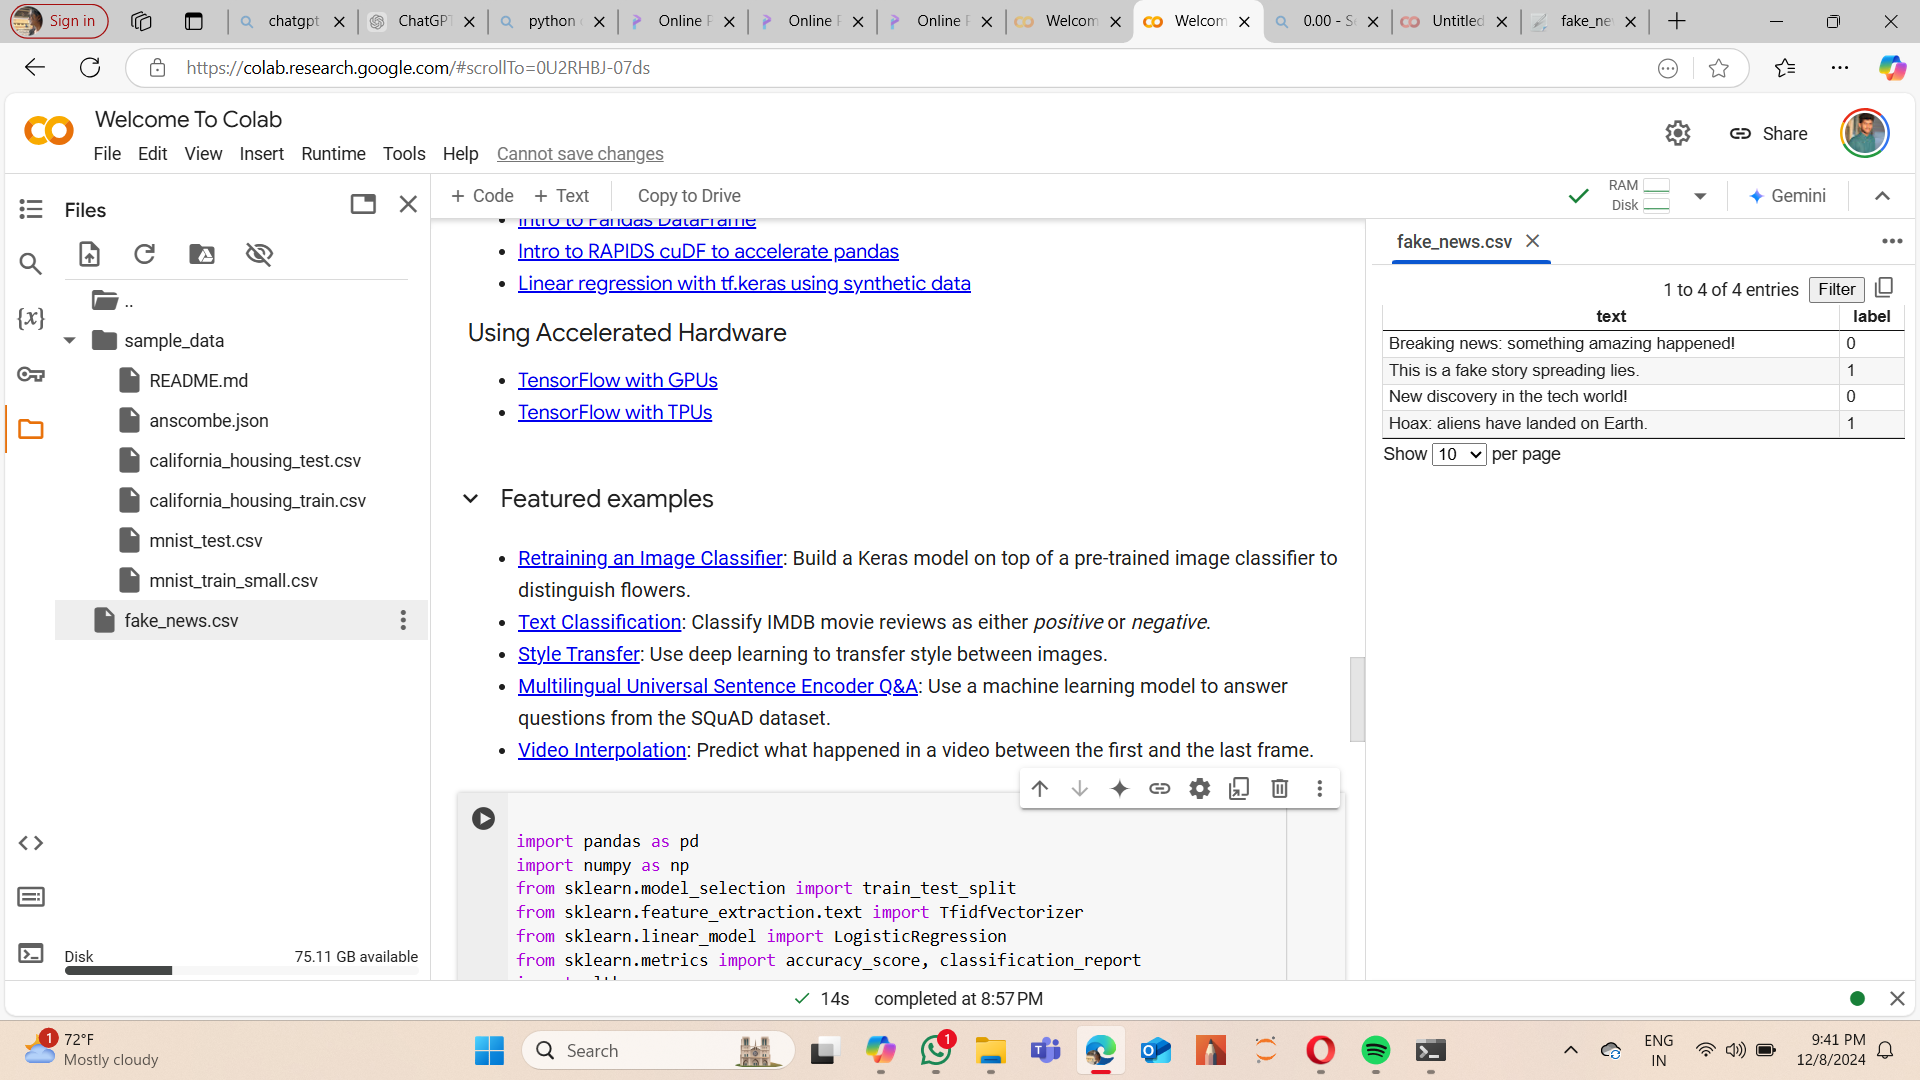 Sign in
chatgpt
ChatGPT
python
Online P
Online P
Online P
Welcom
Welcom
0.00 - S
Untitled
fake_ne
https://colab.research.google.com/#scrollTo=0U2RHBJ-07ds
Welcome To Colab
File Edit View Insert Runtime Tools Help Cannot save changes
Share
Files
+ Code + Text Copy to Drive
RAM
Disk
Gemini
..
sample_data
README.md
anscombe.json
california_housing_test.csv
california_housing_train.csv
mnist_test.csv
mnist_train_small.csv
fake_news.csv
Disk 75.11 GB available
Intro to Pandas DataFrame
Intro to RAPIDS cuDF to accelerate pandas
Linear regression with tf.keras using synthetic data
Using Accelerated Hardware
TensorFlow with GPUs
TensorFlow with TPUs
Featured examples
Retraining an Image Classifier: Build a Keras model on top of a pre-trained image classifier to
distinguish flowers.
Text Classification: Classify IMDB movie reviews as either positive or negative.
Style Transfer: Use deep learning to transfer style between images.
Multilingual Universal Sentence Encoder Q&A: Use a machine learning model to answer
questions from the SQuAD dataset.
Video Interpolation: Predict what happened in a video between the first and the last frame.
import pandas as pd
import numpy as np
from sklearn.model_selection import train_test_split
from sklearn.feature_extraction.text import TfidfVectorizer
from sklearn.linear_model import LogisticRegression
from sklearn.metrics import accuracy_score, classification_report
fake_news.csv
1 to 4 of 4 entries Filter
text label
Breaking news: something amazing happened! 0
This is a fake story spreading lies. 1
New discovery in the tech world! 0
Hoax: aliens have landed on Earth. 1
Show 10 per page
14s completed at 8:57 PM
1
72°F
Mostly cloudy
Search
1
ENG
IN
9:41 PM
12/8/2024